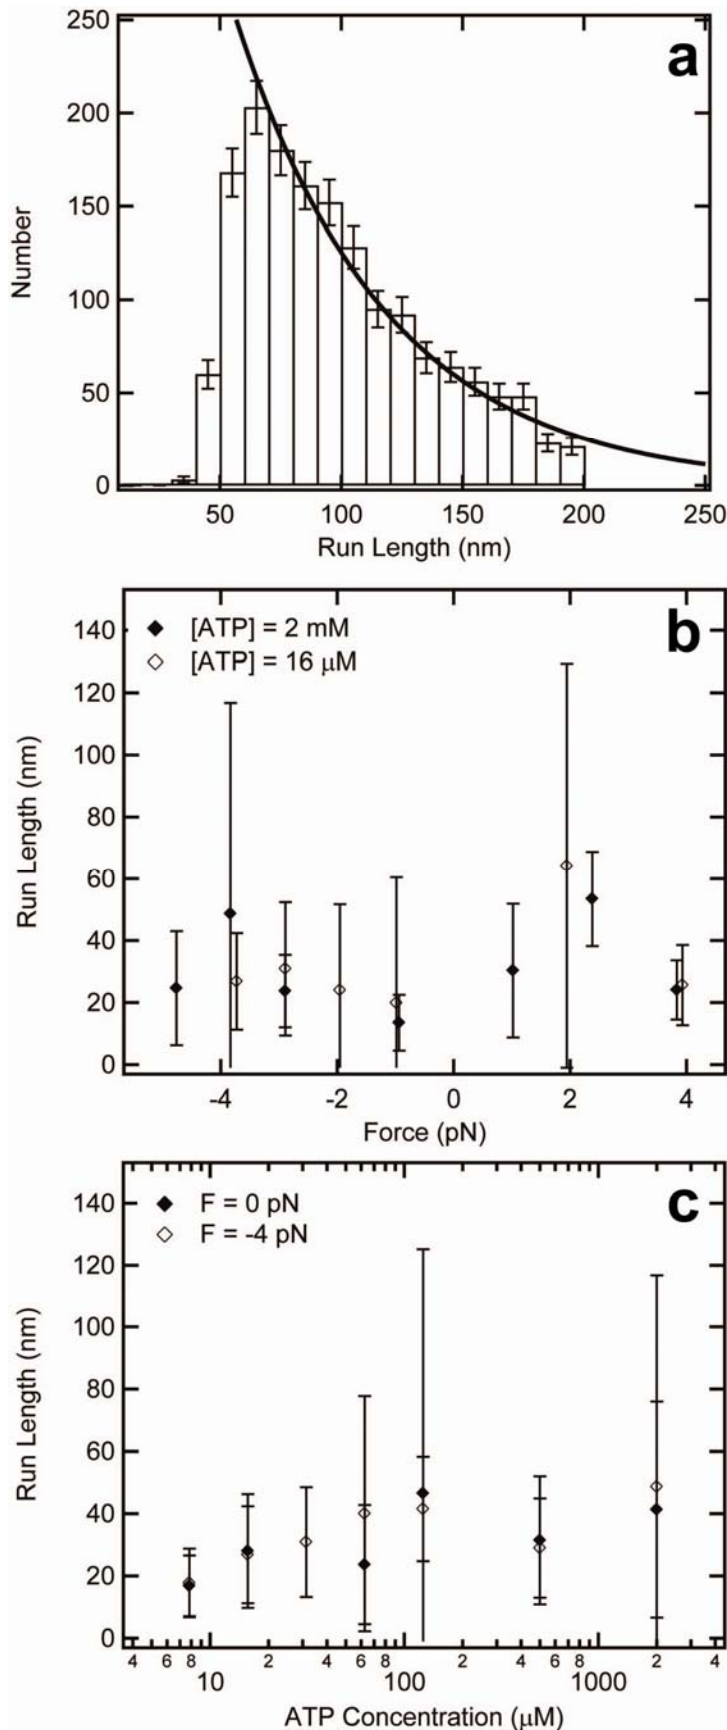 a
250
200
150
100
50
0
Number
50 100 150 200 250
Run Length (nm)
b
[ATP] = 2 mM
[ATP] = 16 μM
140
120
100
80
60
40
20
0
Run Length (nm)
-4 -2 0 2 4
Force (pN)
c
F = 0 pN
F = -4 pN
140
120
100
80
60
40
20
0
Run Length (nm)
4 6 8 2 4 6 8 2 4 6 8 2 4
10 100 1000
ATP Concentration (μM)